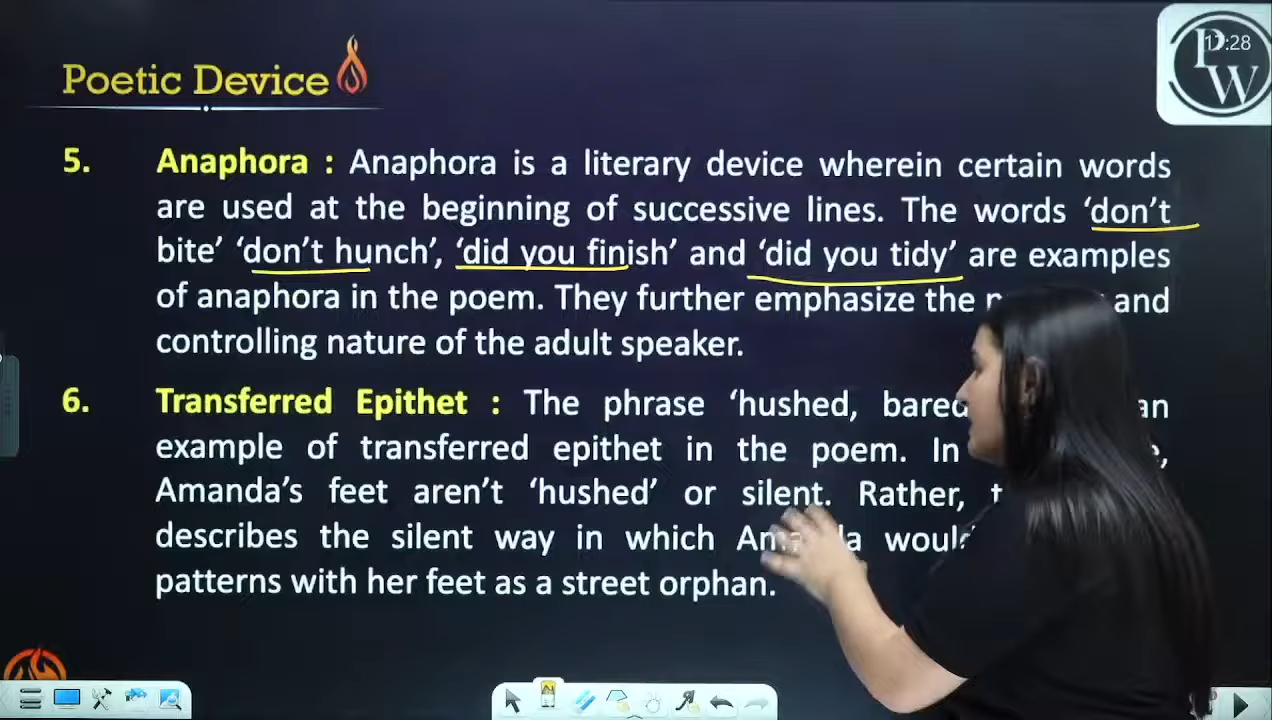 Poetic Device
PW
:28
5. Anaphora : Anaphora is a literary device wherein certain words
are used at the beginning of successive lines. The words ‘don’t
bite’ ‘don’t hunch’, ‘did you finish’ and ‘did you tidy’ are examples
of anaphora in the poem. They further emphasize the and
controlling nature of the adult speaker.
6. Transferred Epithet : The phrase ‘hushed, an
example of transferred epithet in the poem. In
Amanda’s feet aren’t ‘hushed’ or silent. Rather,
describes the silent way in which Amanda
patterns with her feet as a street orphan.